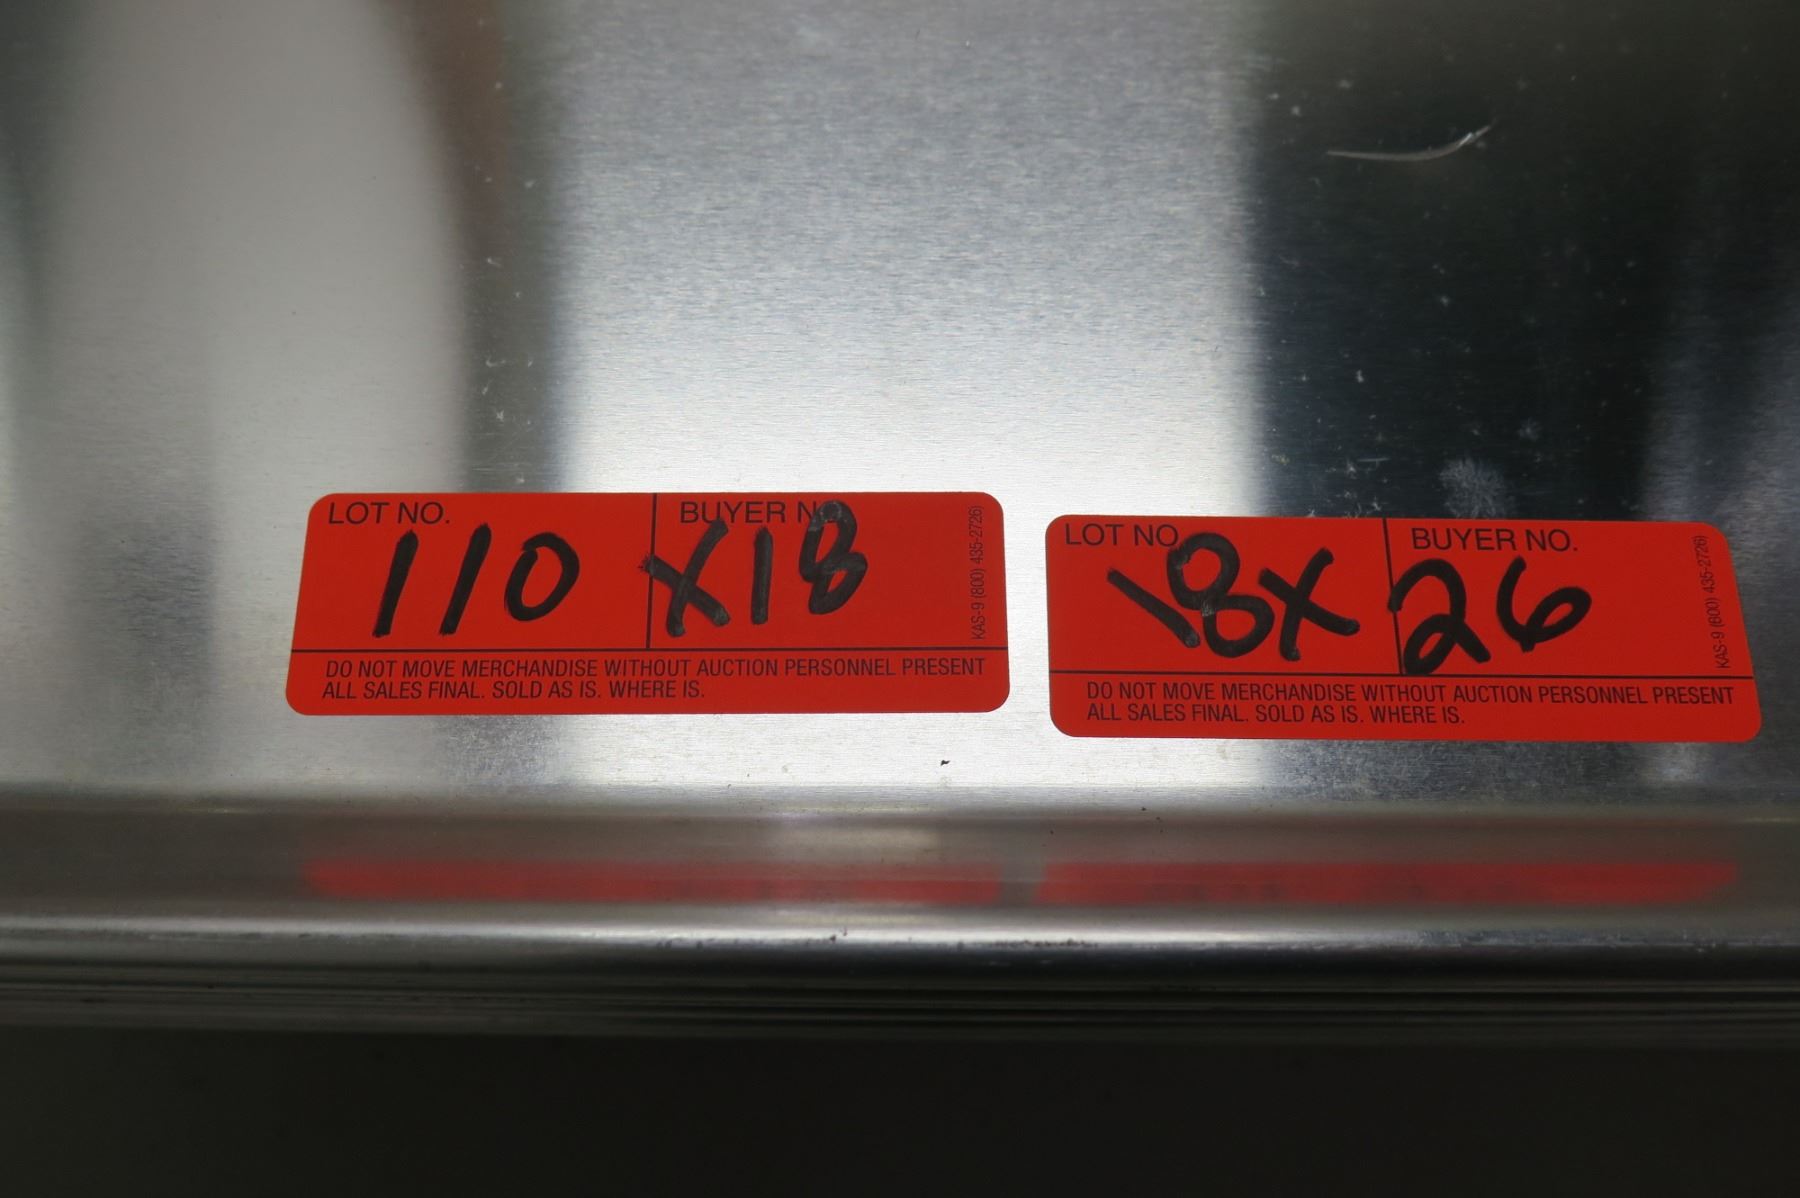 LOT NO. BUYER NO.
110 X18
KAS-9 (800) 435-2726)
DO NOT MOVE MERCHANDISE WITHOUT AUCTION PERSONNEL PRESENT
ALL SALES FINAL. SOLD AS IS. WHERE IS.
LOT NO. BUYER NO.
18X 26
KAS-9 (800) 435-2726)
DO NOT MOVE MERCHANDISE WITHOUT AUCTION PERSONNEL PRESENT
ALL SALES FINAL. SOLD AS IS. WHERE IS.